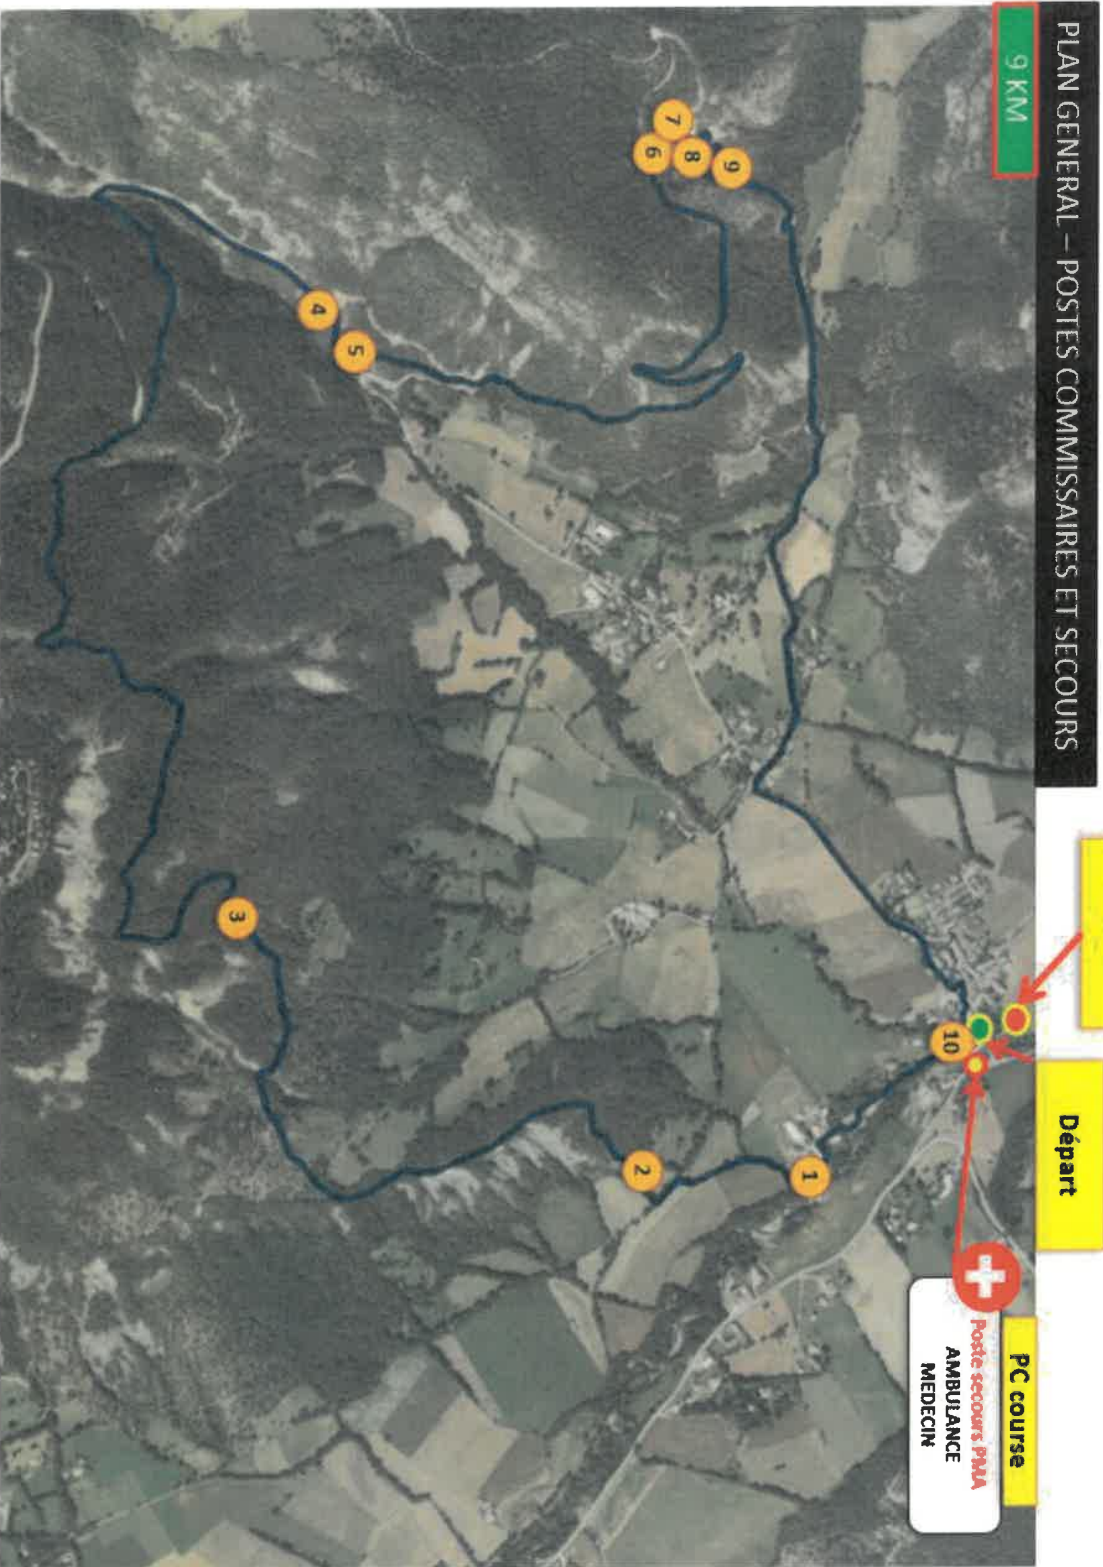 PLAN GENERAL – POSTES COMMISSAIRES ET SECOURS
9 KM
Départ
PC course
Poste secours PMA
AMBULANCE
MEDECIN
7
6
8
9
4
5
3
10
1
2